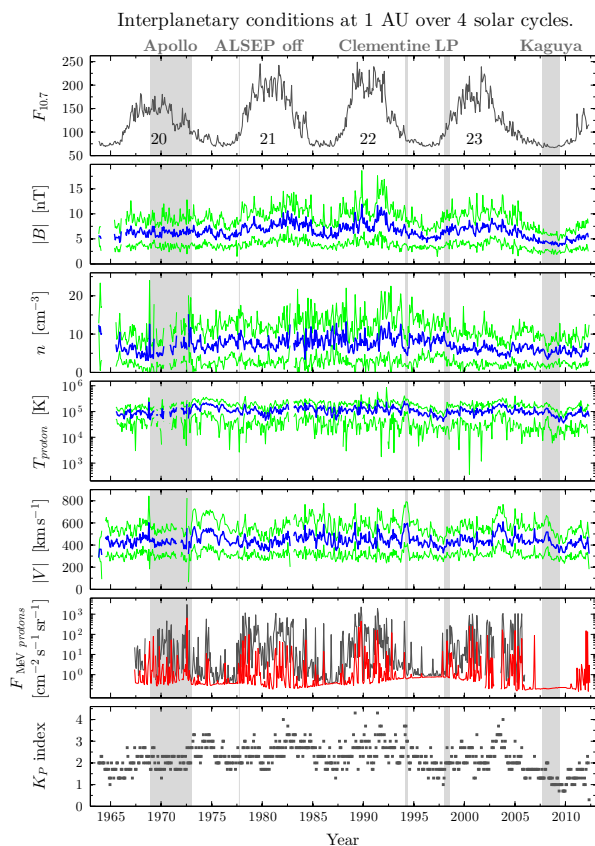 Interplanetary conditions at 1 AU over 4 solar cycles.
Apollo ALSEP off Clementine LP Kaguya
F10.7
250
200
150
100
50
20 21 22 23
|B| [nT]
15
10
5
0
n [cm−3]
20
10
0
Tproton [K]
10^6
10^5
10^4
10^3
10^2
|V| [km s−1]
800
600
400
200
0
F MeV protons
[cm−2 s−1 sr−1]
10^3
10^2
10^1
10^0
KP index
4
3
2
1
0
1965 1970 1975 1980 1985 1990 1995 2000 2005 2010
Year